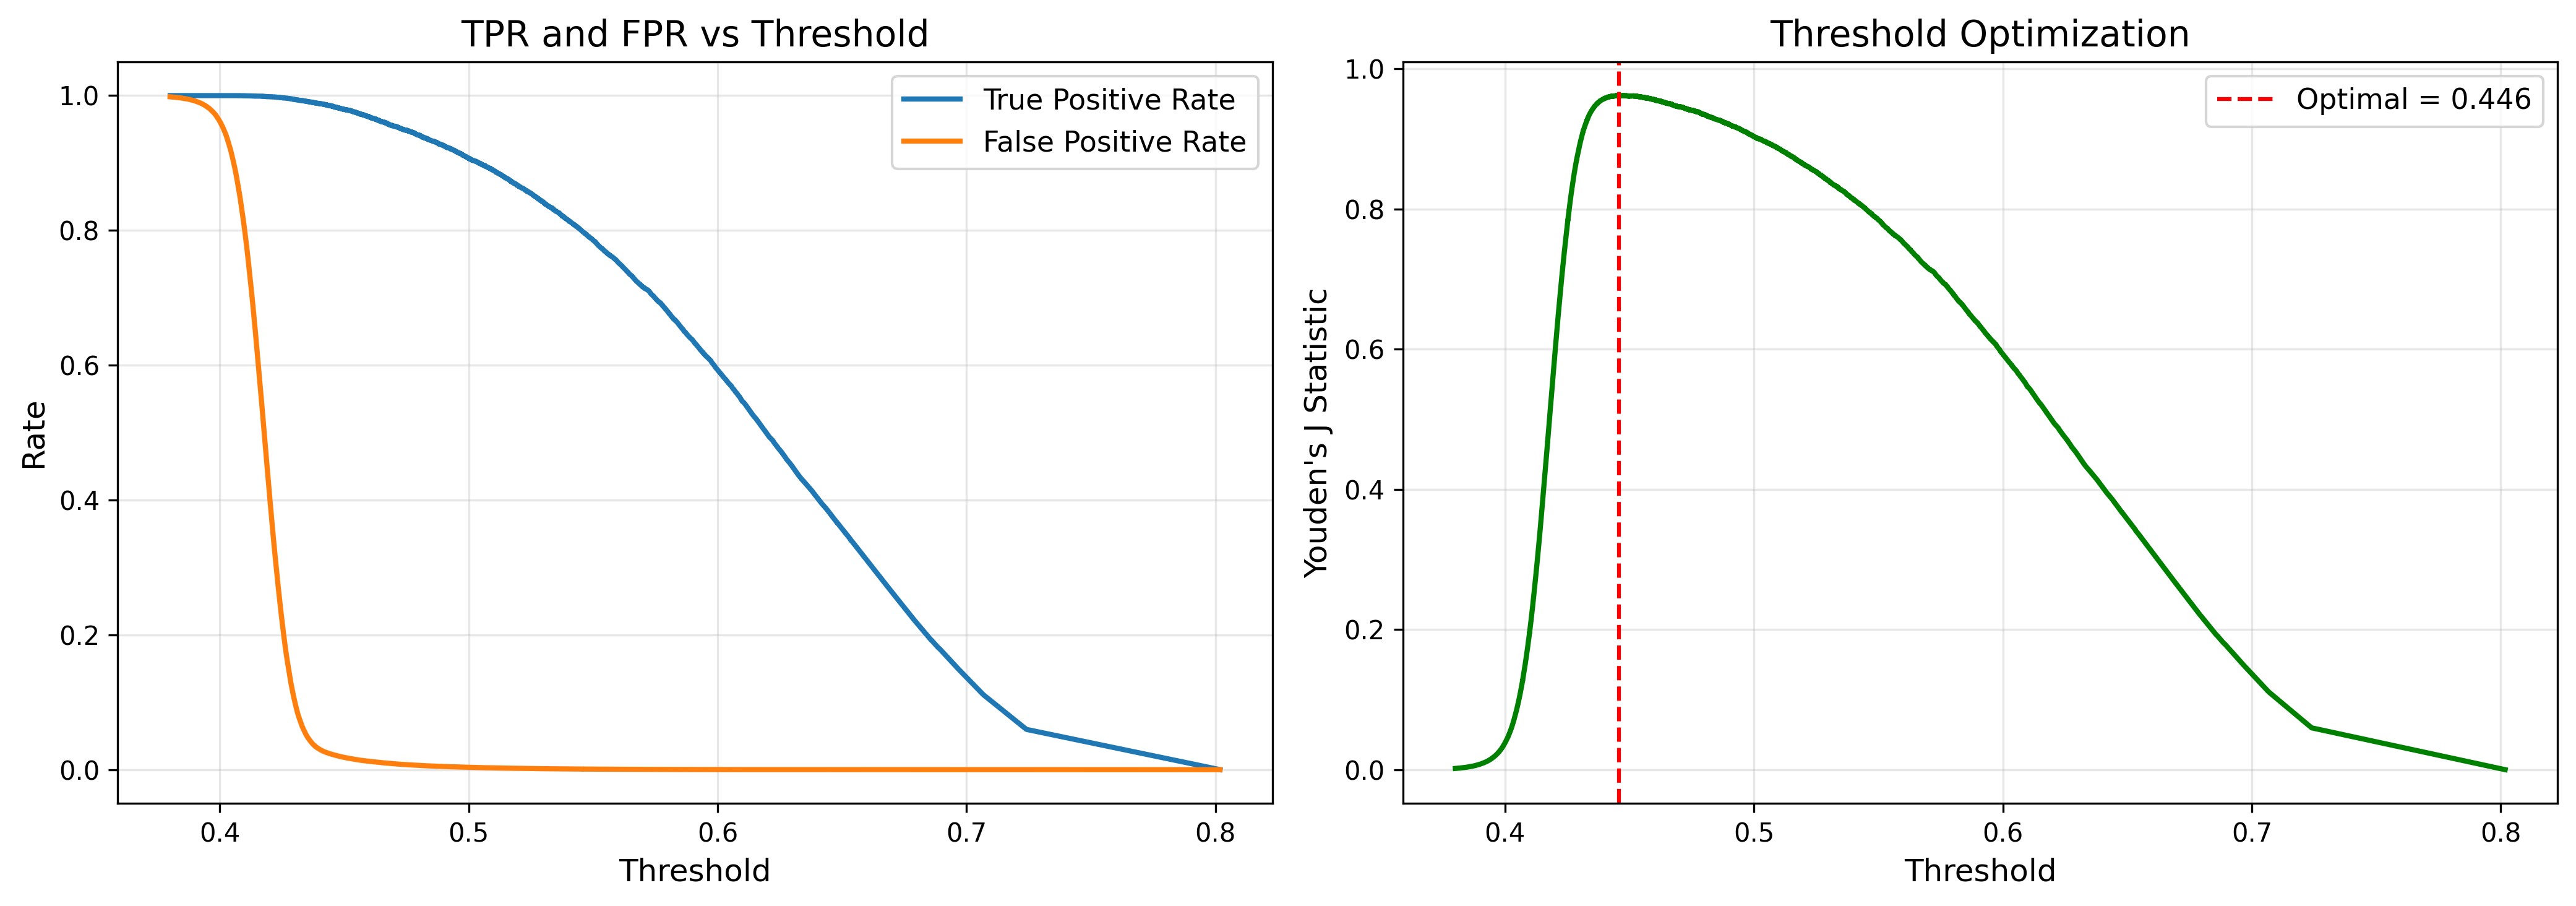 TPR and FPR vs Threshold
True Positive Rate
False Positive Rate
Rate
1.0
0.8
0.6
0.4
0.2
0.0
0.4 0.5 0.6 0.7 0.8
Threshold
Threshold Optimization
Optimal = 0.446
Youden's J Statistic
1.0
0.8
0.6
0.4
0.2
0.0
0.4 0.5 0.6 0.7 0.8
Threshold